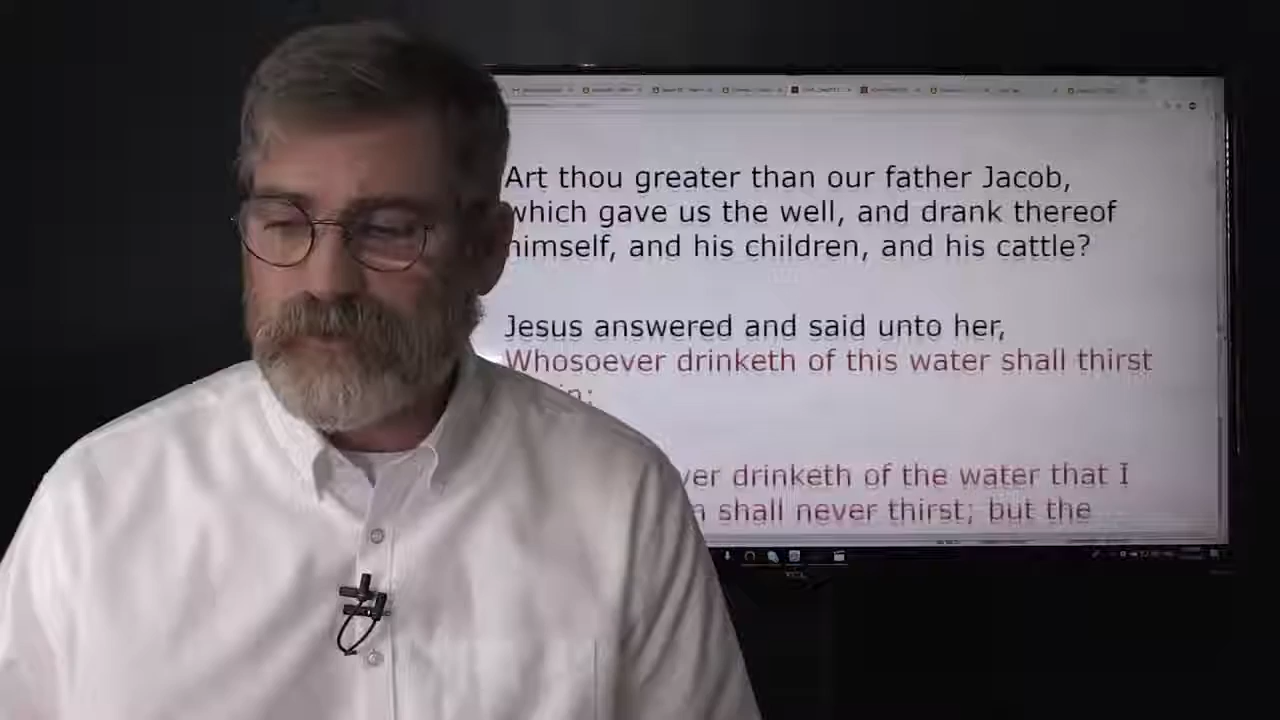 Art thou greater than our father Jacob,
which gave us the well, and drank thereof
himself, and his children, and his cattle?
Jesus answered and said unto her,
Whosoever drinketh of this water shall thirst
drinketh of the water that I
shall never thirst; but the
TCL